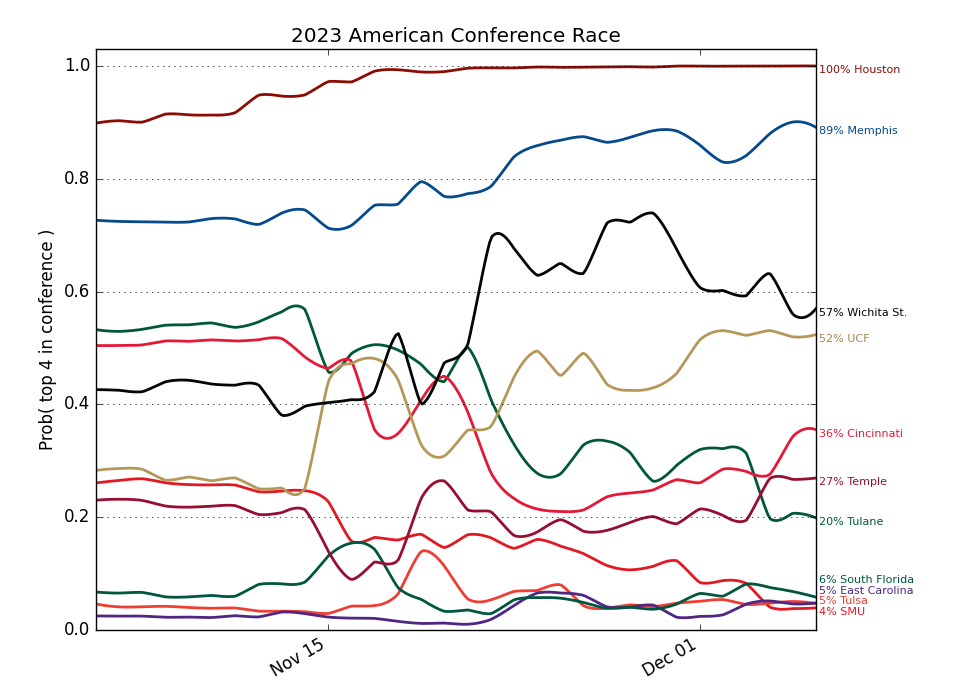 2023 American Conference Race
Prob( top 4 in conference )
1.0
0.8
0.6
0.4
0.2
0.0
Nov 15
Dec 01
100% Houston
89% Memphis
57% Wichita St.
52% UCF
36% Cincinnati
27% Temple
20% Tulane
6% South Florida
5% East Carolina
5% Tulsa
4% SMU